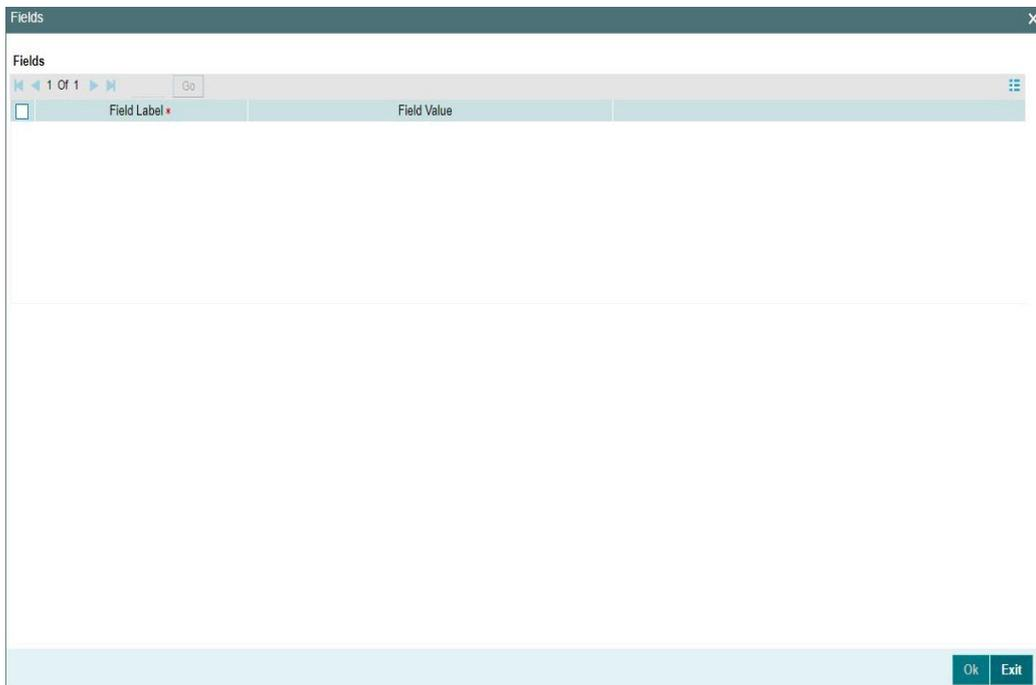 Fields X
Fields
1 Of 1 Go
Field Label * Field Value
Ok Exit